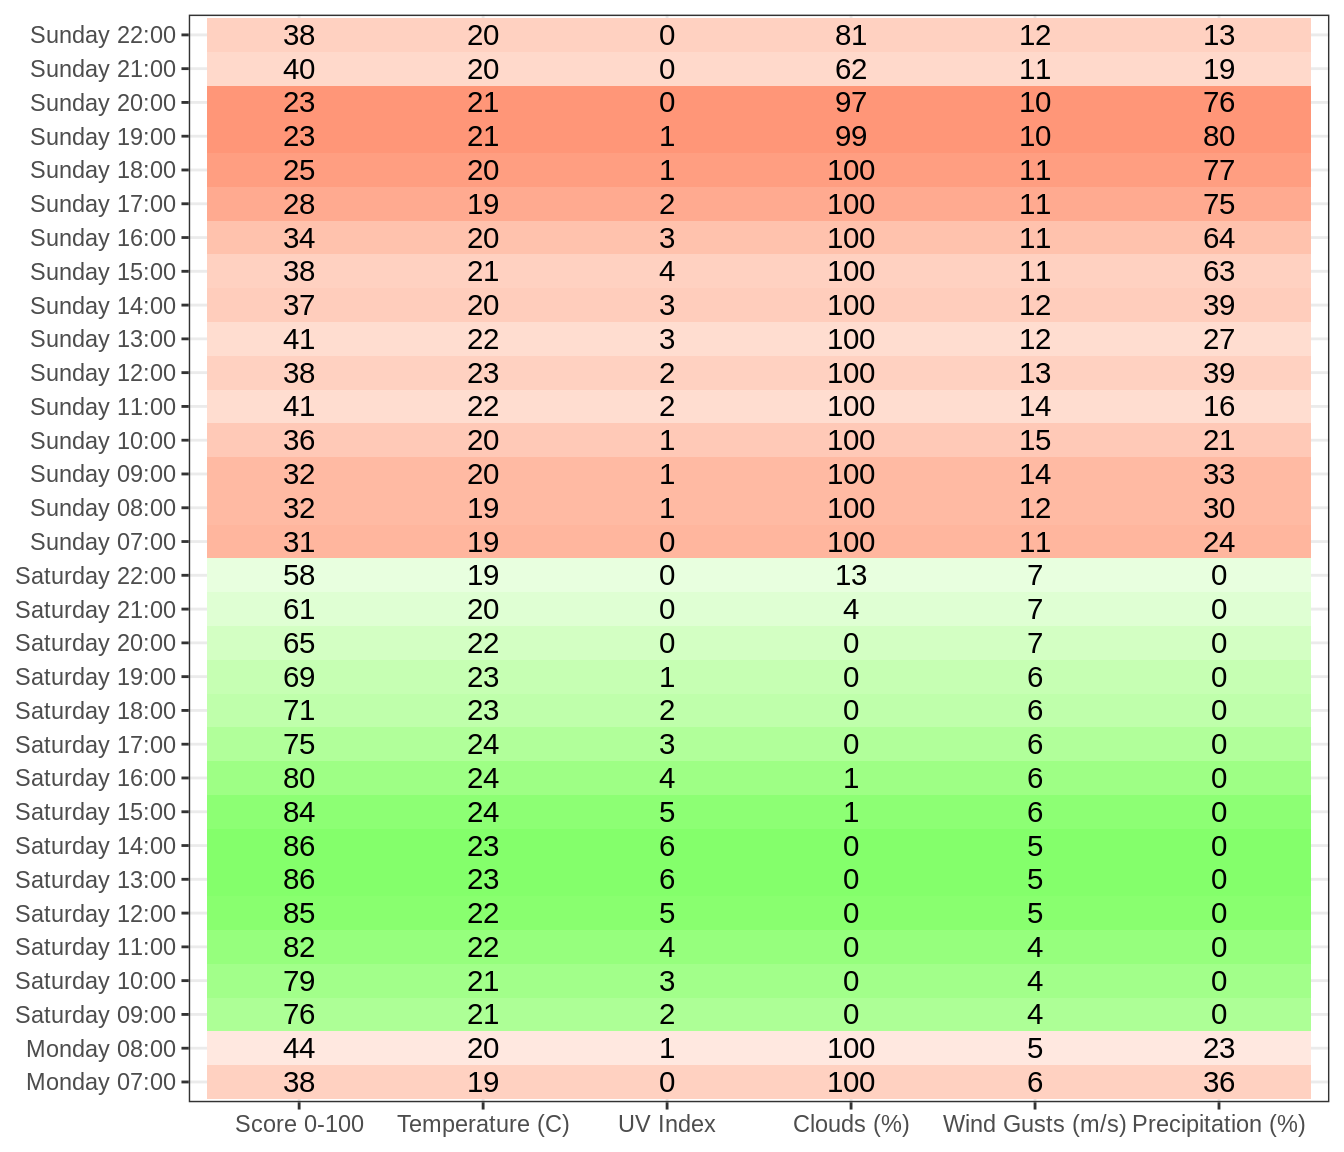 Sunday 22:00 38 20 0 81 12 13
Sunday 21:00 40 20 0 62 11 19
Sunday 20:00 23 21 0 97 10 76
Sunday 19:00 23 21 1 99 10 80
Sunday 18:00 25 20 1 100 11 77
Sunday 17:00 28 19 2 100 11 75
Sunday 16:00 34 20 3 100 11 64
Sunday 15:00 38 21 4 100 11 63
Sunday 14:00 37 20 3 100 12 39
Sunday 13:00 41 22 3 100 12 27
Sunday 12:00 38 23 2 100 13 39
Sunday 11:00 41 22 2 100 14 16
Sunday 10:00 36 20 1 100 15 21
Sunday 09:00 32 20 1 100 14 33
Sunday 08:00 32 19 1 100 12 30
Sunday 07:00 31 19 0 100 11 24
Saturday 22:00 58 19 0 13 7 0
Saturday 21:00 61 20 0 4 7 0
Saturday 20:00 65 22 0 0 7 0
Saturday 19:00 69 23 1 0 6 0
Saturday 18:00 71 23 2 0 6 0
Saturday 17:00 75 24 3 0 6 0
Saturday 16:00 80 24 4 1 6 0
Saturday 15:00 84 24 5 1 6 0
Saturday 14:00 86 23 6 0 5 0
Saturday 13:00 86 23 6 0 5 0
Saturday 12:00 85 22 5 0 5 0
Saturday 11:00 82 22 4 0 4 0
Saturday 10:00 79 21 3 0 4 0
Saturday 09:00 76 21 2 0 4 0
Monday 08:00 44 20 1 100 5 23
Monday 07:00 38 19 0 100 6 36
Score 0-100 Temperature (C) UV Index Clouds (%) Wind Gusts (m/s) Precipitation (%)